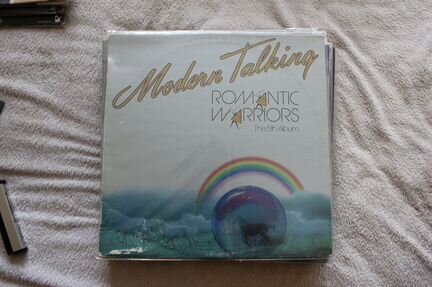 Modern Talking
ROMANTIC
WARRIORS
The 5th Album